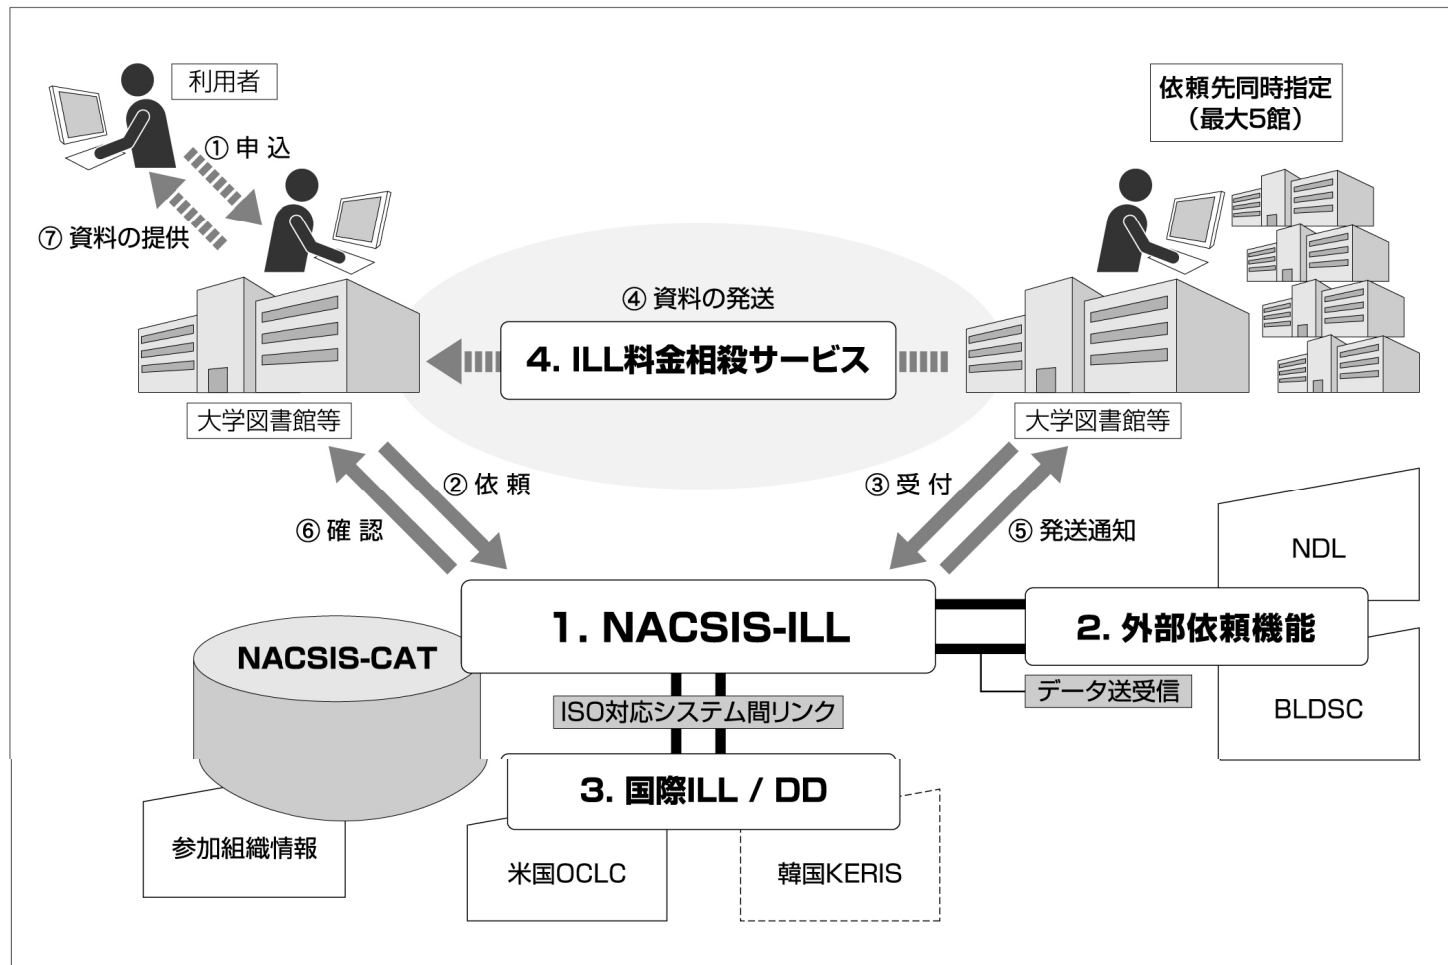 利用者
依頼先同時指定
（最大5館）
① 申 込
⑦ 資料の提供
④ 資料の発送
4. ILL料金相殺サービス
大学図書館等
大学図書館等
② 依 頼
③ 受 付
⑥ 確 認
⑤ 発送通知
NDL
1. NACSIS-ILL
2. 外部依頼機能
NACSIS-CAT
データ送受信
ISO対応システム間リンク
BLDSC
3. 国際ILL / DD
参加組織情報
米国OCLC
韓国KERIS